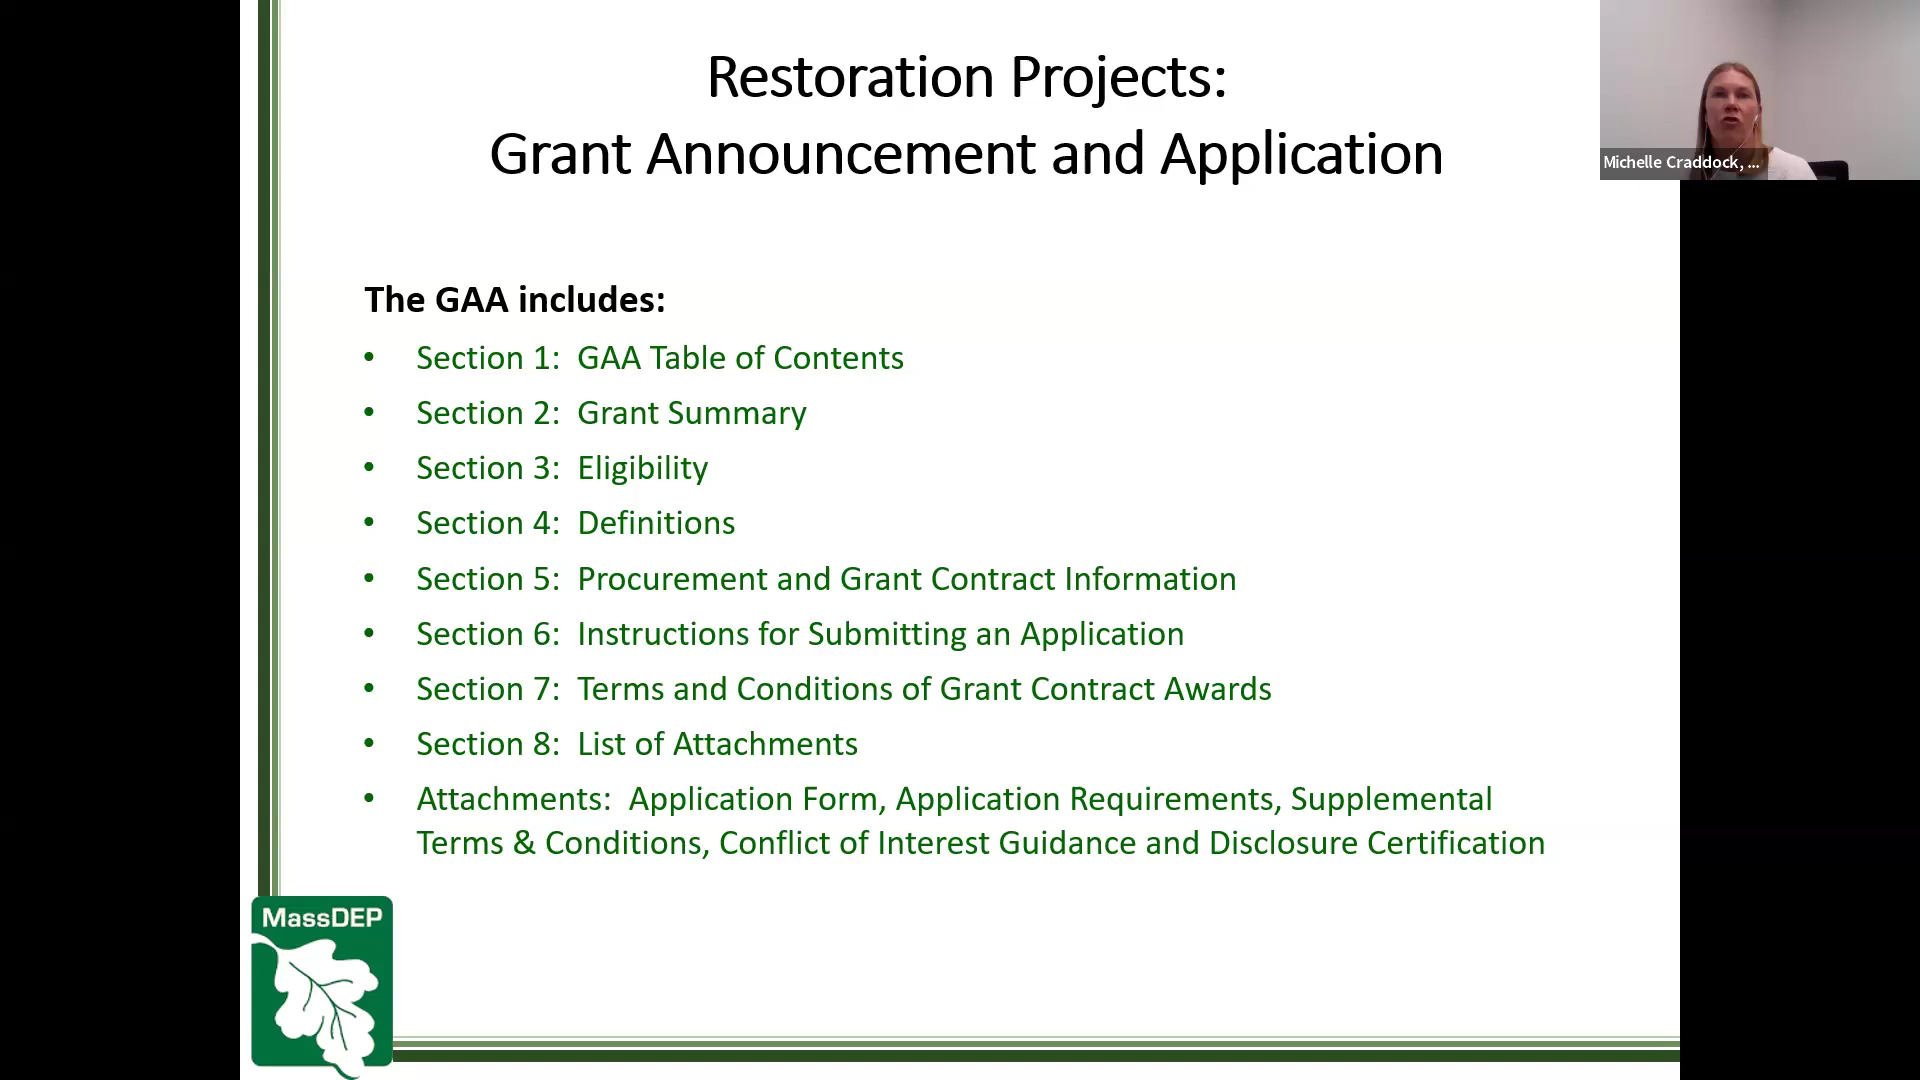 Restoration Projects:
Grant Announcement and Application
Michelle Craddock, ...
The GAA includes:
• Section 1: GAA Table of Contents
• Section 2: Grant Summary
• Section 3: Eligibility
• Section 4: Definitions
• Section 5: Procurement and Grant Contract Information
• Section 6: Instructions for Submitting an Application
• Section 7: Terms and Conditions of Grant Contract Awards
• Section 8: List of Attachments
• Attachments: Application Form, Application Requirements, Supplemental
Terms & Conditions, Conflict of Interest Guidance and Disclosure Certification
MassDEP